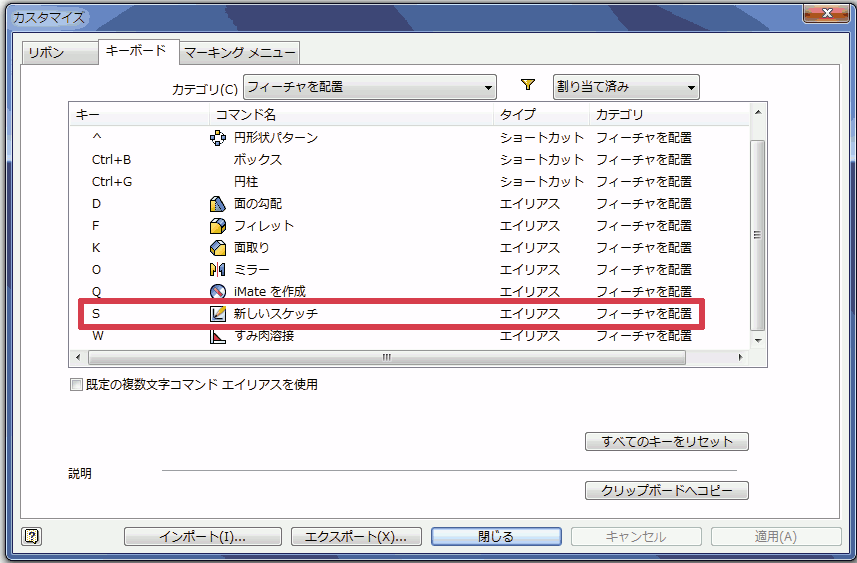 カスタマイズ
リボン キーボード マーキング メニュー
カテゴリ(C) フィーチャを配置 割り当て済み
キー コマンド名 タイプ カテゴリ
^ 円形状パターン ショートカット フィーチャを配置
Ctrl+B ボックス ショートカット フィーチャを配置
Ctrl+G 円柱 ショートカット フィーチャを配置
D 面の勾配 エイリアス フィーチャを配置
F フィレット エイリアス フィーチャを配置
K 面取り エイリアス フィーチャを配置
O ミラー エイリアス フィーチャを配置
Q iMate を作成 エイリアス フィーチャを配置
S 新しいスケッチ エイリアス フィーチャを配置
W すみ肉溶接 エイリアス フィーチャを配置
既定の複数文字コマンド エイリアスを使用
すべてのキーをリセット
説明
クリップボードへコピー
インポート(I)... エクスポート(X)... 閉じる キャンセル 適用(A)